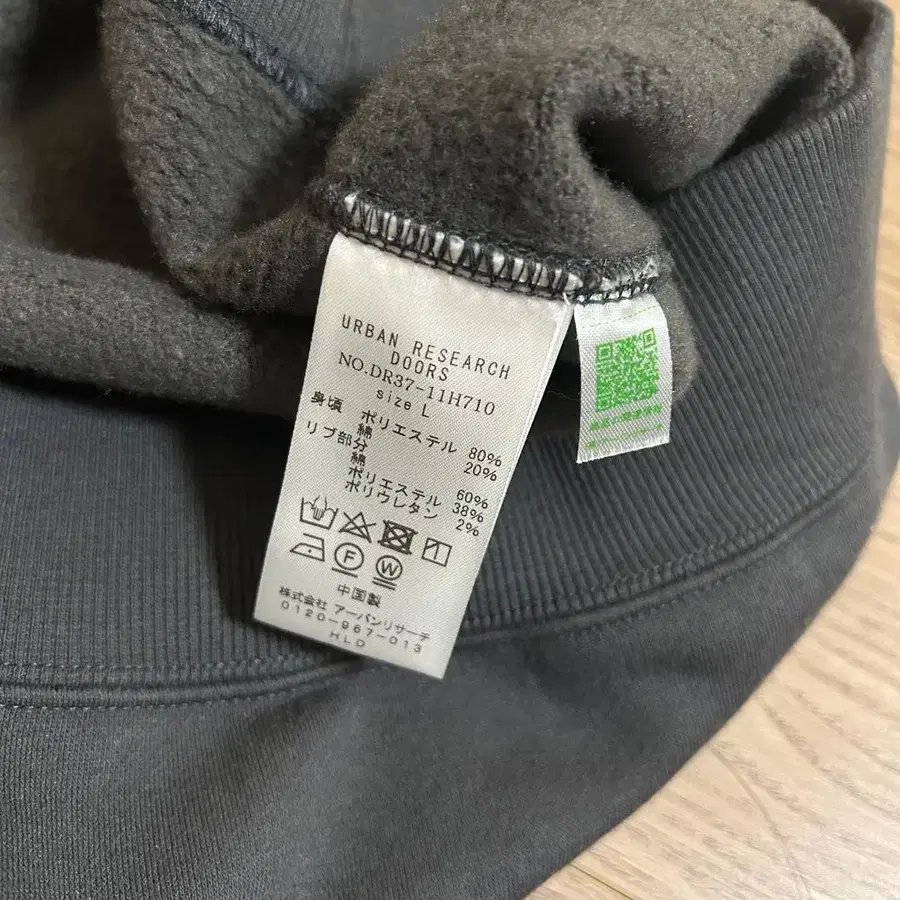 URBAN RESEARCH
DOORS
NO.DR37-11H710
size L
身頃 ポリエステル 80%
綿 20%
リブ部分
綿 60%
ポリエステル 38%
ポリウレタン 2%
F W
中国製
株式会社 アーバンリサーチ
0120-967-013
HLD